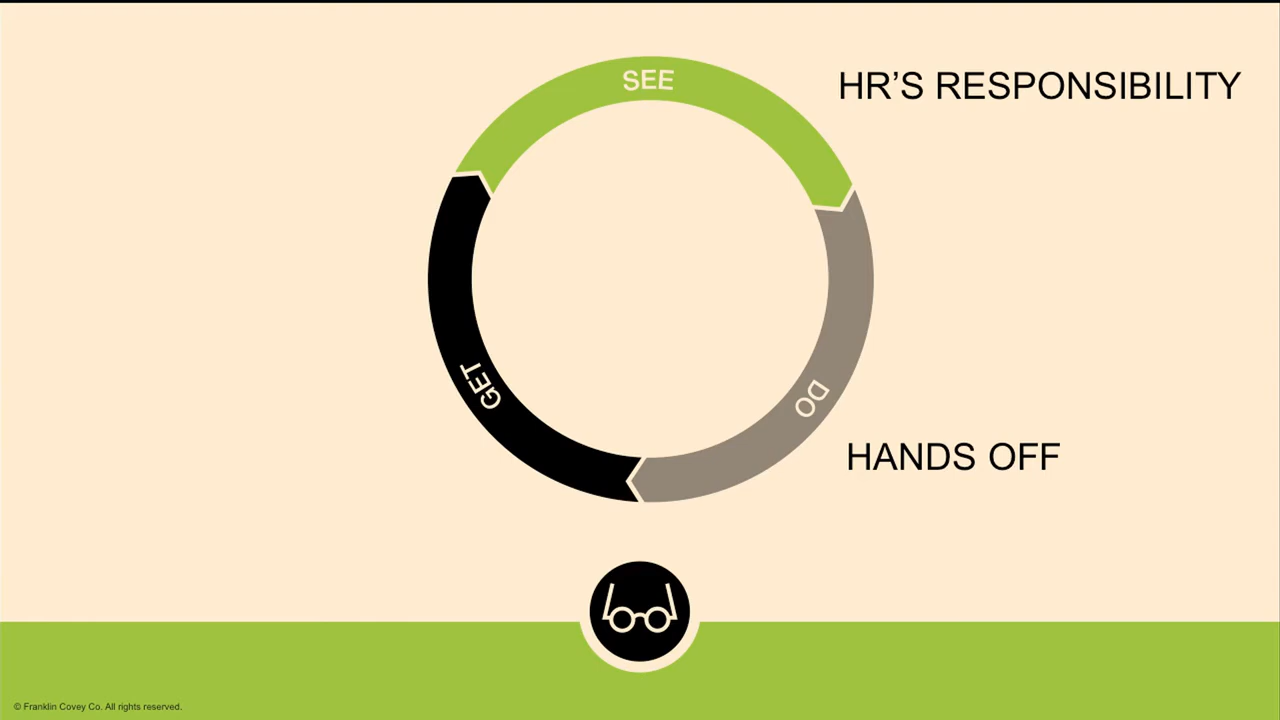 SEE
HR’S RESPONSIBILITY
GET
DO
HANDS OFF
© Franklin Covey Co. All rights reserved.